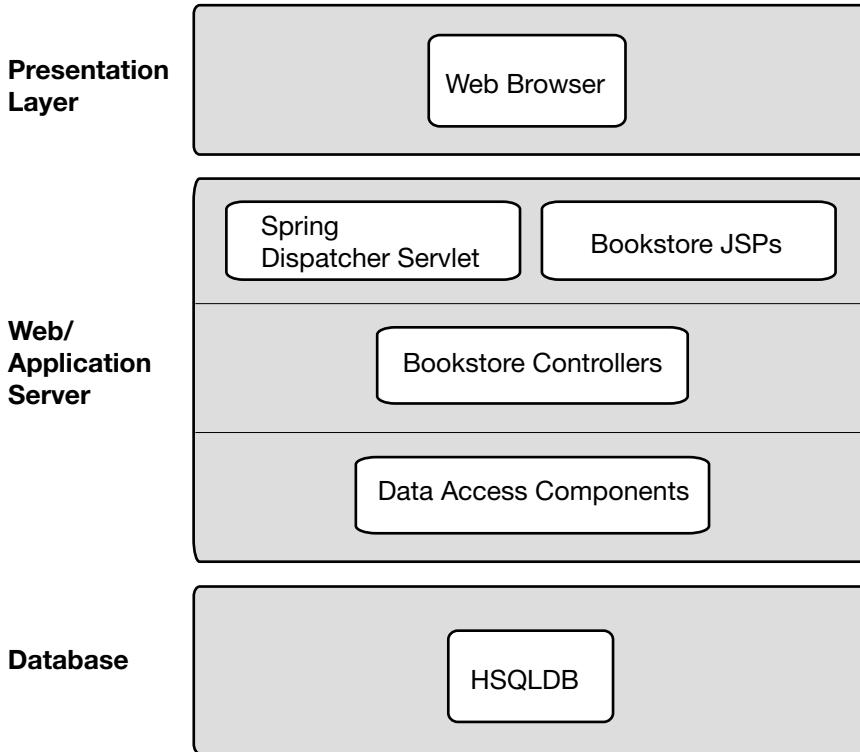 Presentation
Layer
Web Browser
Spring
Dispatcher Servlet
Bookstore JSPs
Web/
Application
Server
Bookstore Controllers
Data Access Components
Database
HSQLDB